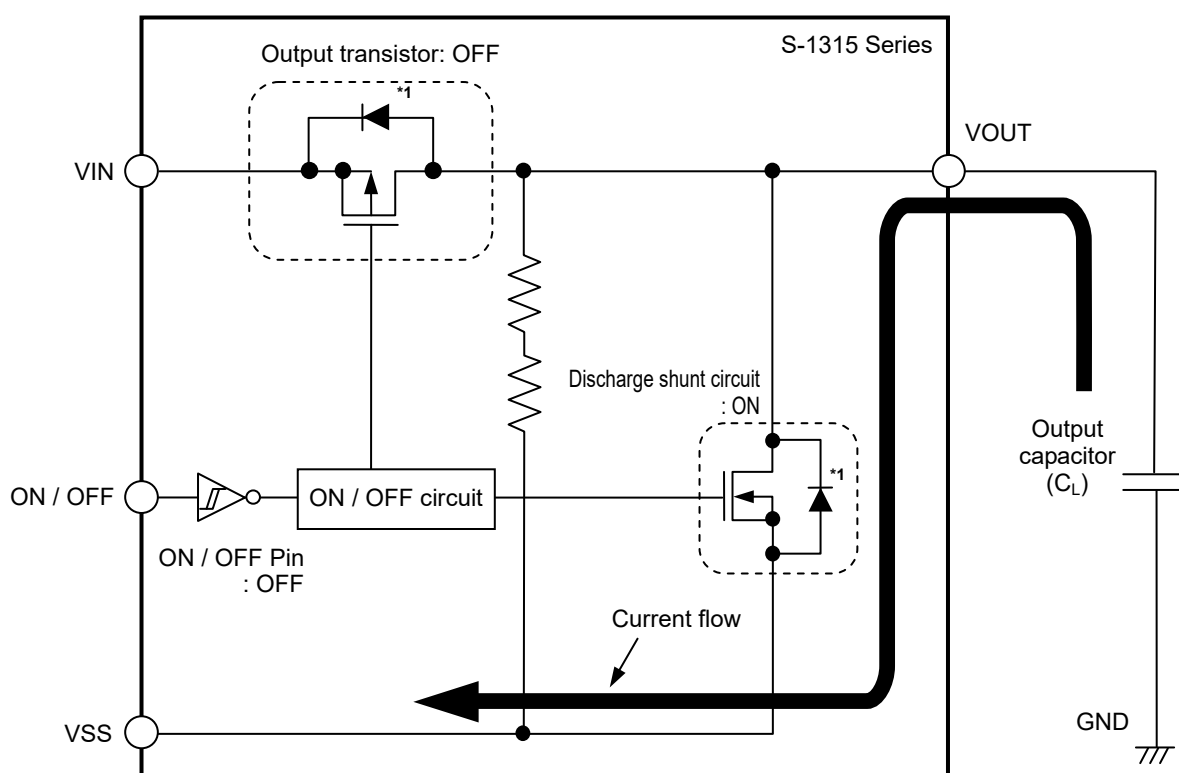 S-1315 Series
Output transistor: OFF
*1
VOUT
VIN
Discharge shunt circuit
: ON
*1
Output
capacitor
(CL)
ON / OFF
ON / OFF circuit
ON / OFF Pin
: OFF
Current flow
GND
VSS